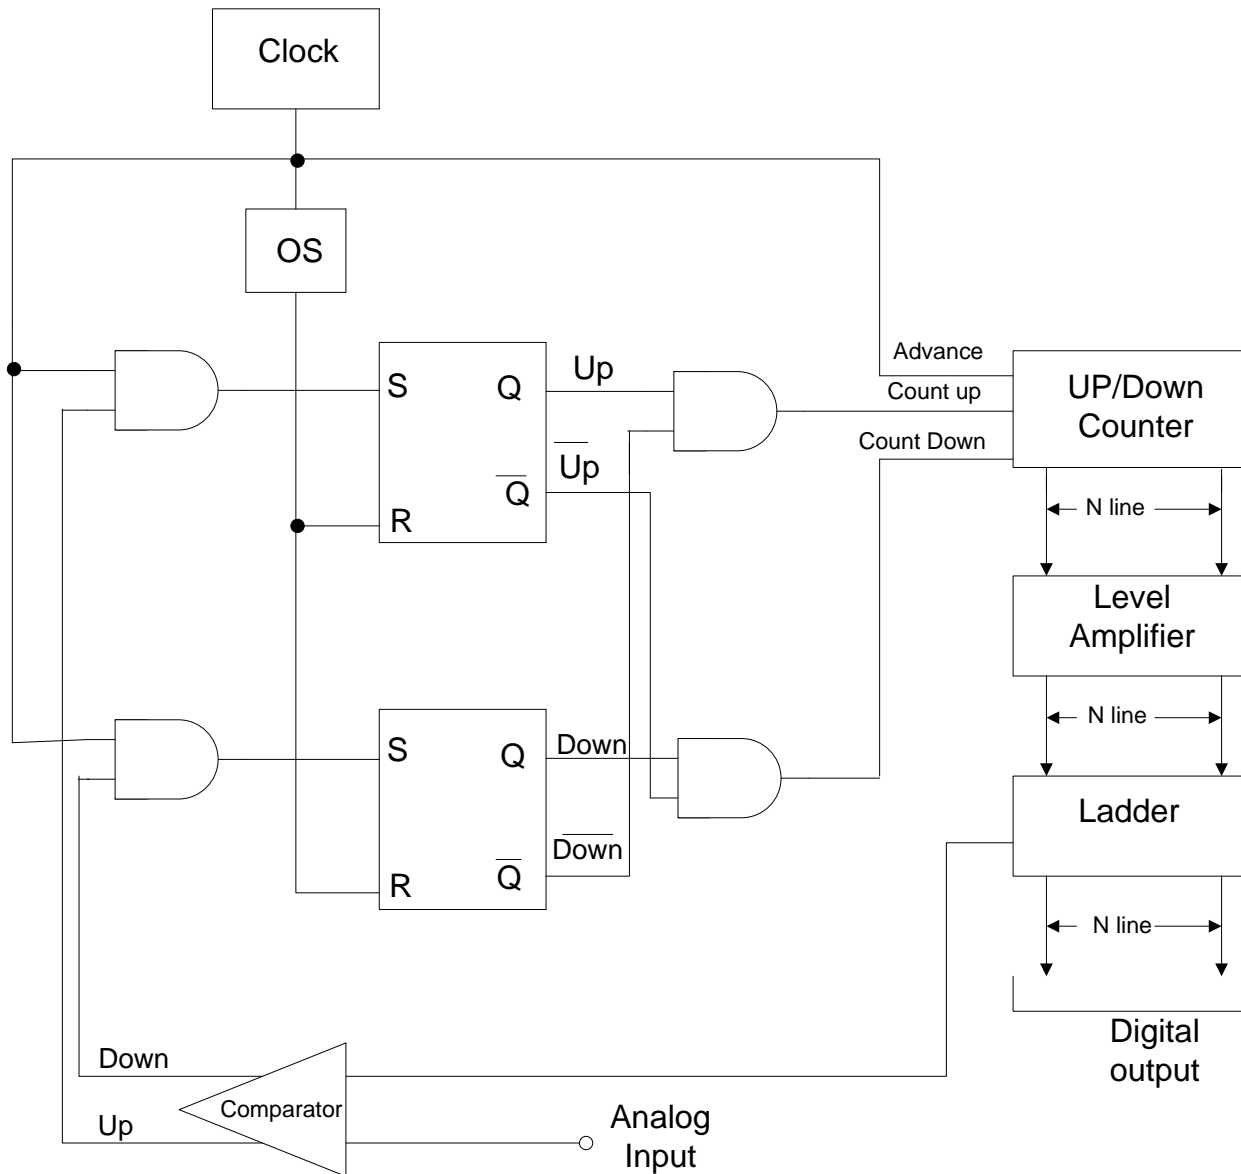 Clock
OS
Advance
Count up
Count Down
UP/Down
Counter
S
Q
Up
Up
Q
R
N line
Level
Amplifier
N line
S
Q
Down
Down
Q
R
Ladder
N line
Digital
output
Down
Comparator
Up
Analog
Input